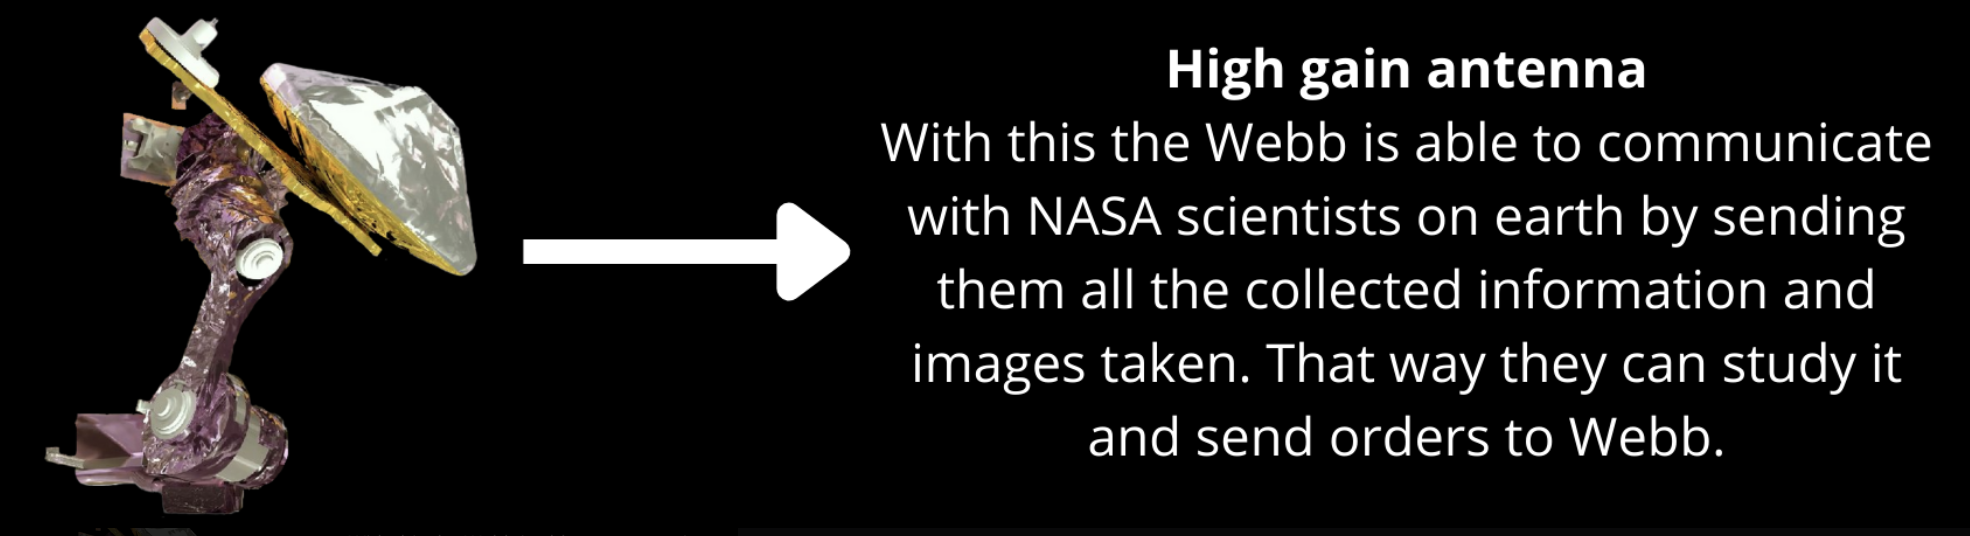 High gain antenna
With this the Webb is able to communicate
with NASA scientists on earth by sending
them all the collected information and
images taken. That way they can study it
and send orders to Webb.